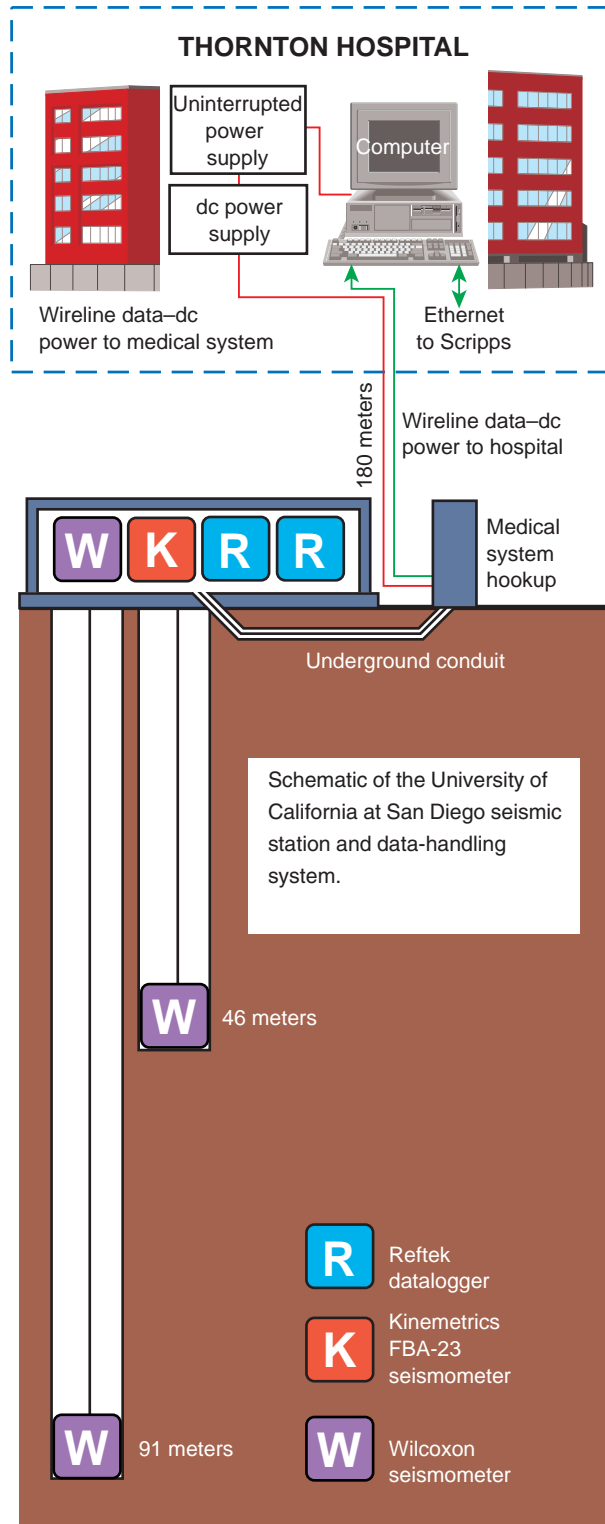 THORNTON HOSPITAL
Uninterrupted
power
supply
Computer
dc power
supply
Wireline data–dc
power to medical system
Ethernet
to Scripps
180 meters
Wireline data–dc
power to hospital
W K R R
Medical
system
hookup
Underground conduit
Schematic of the University of
California at San Diego seismic
station and data-handling
system.
W
46 meters
R
Reftek
datalogger
K
Kinemetrics
FBA-23
seismometer
W
91 meters
W
Wilcoxon
seismometer